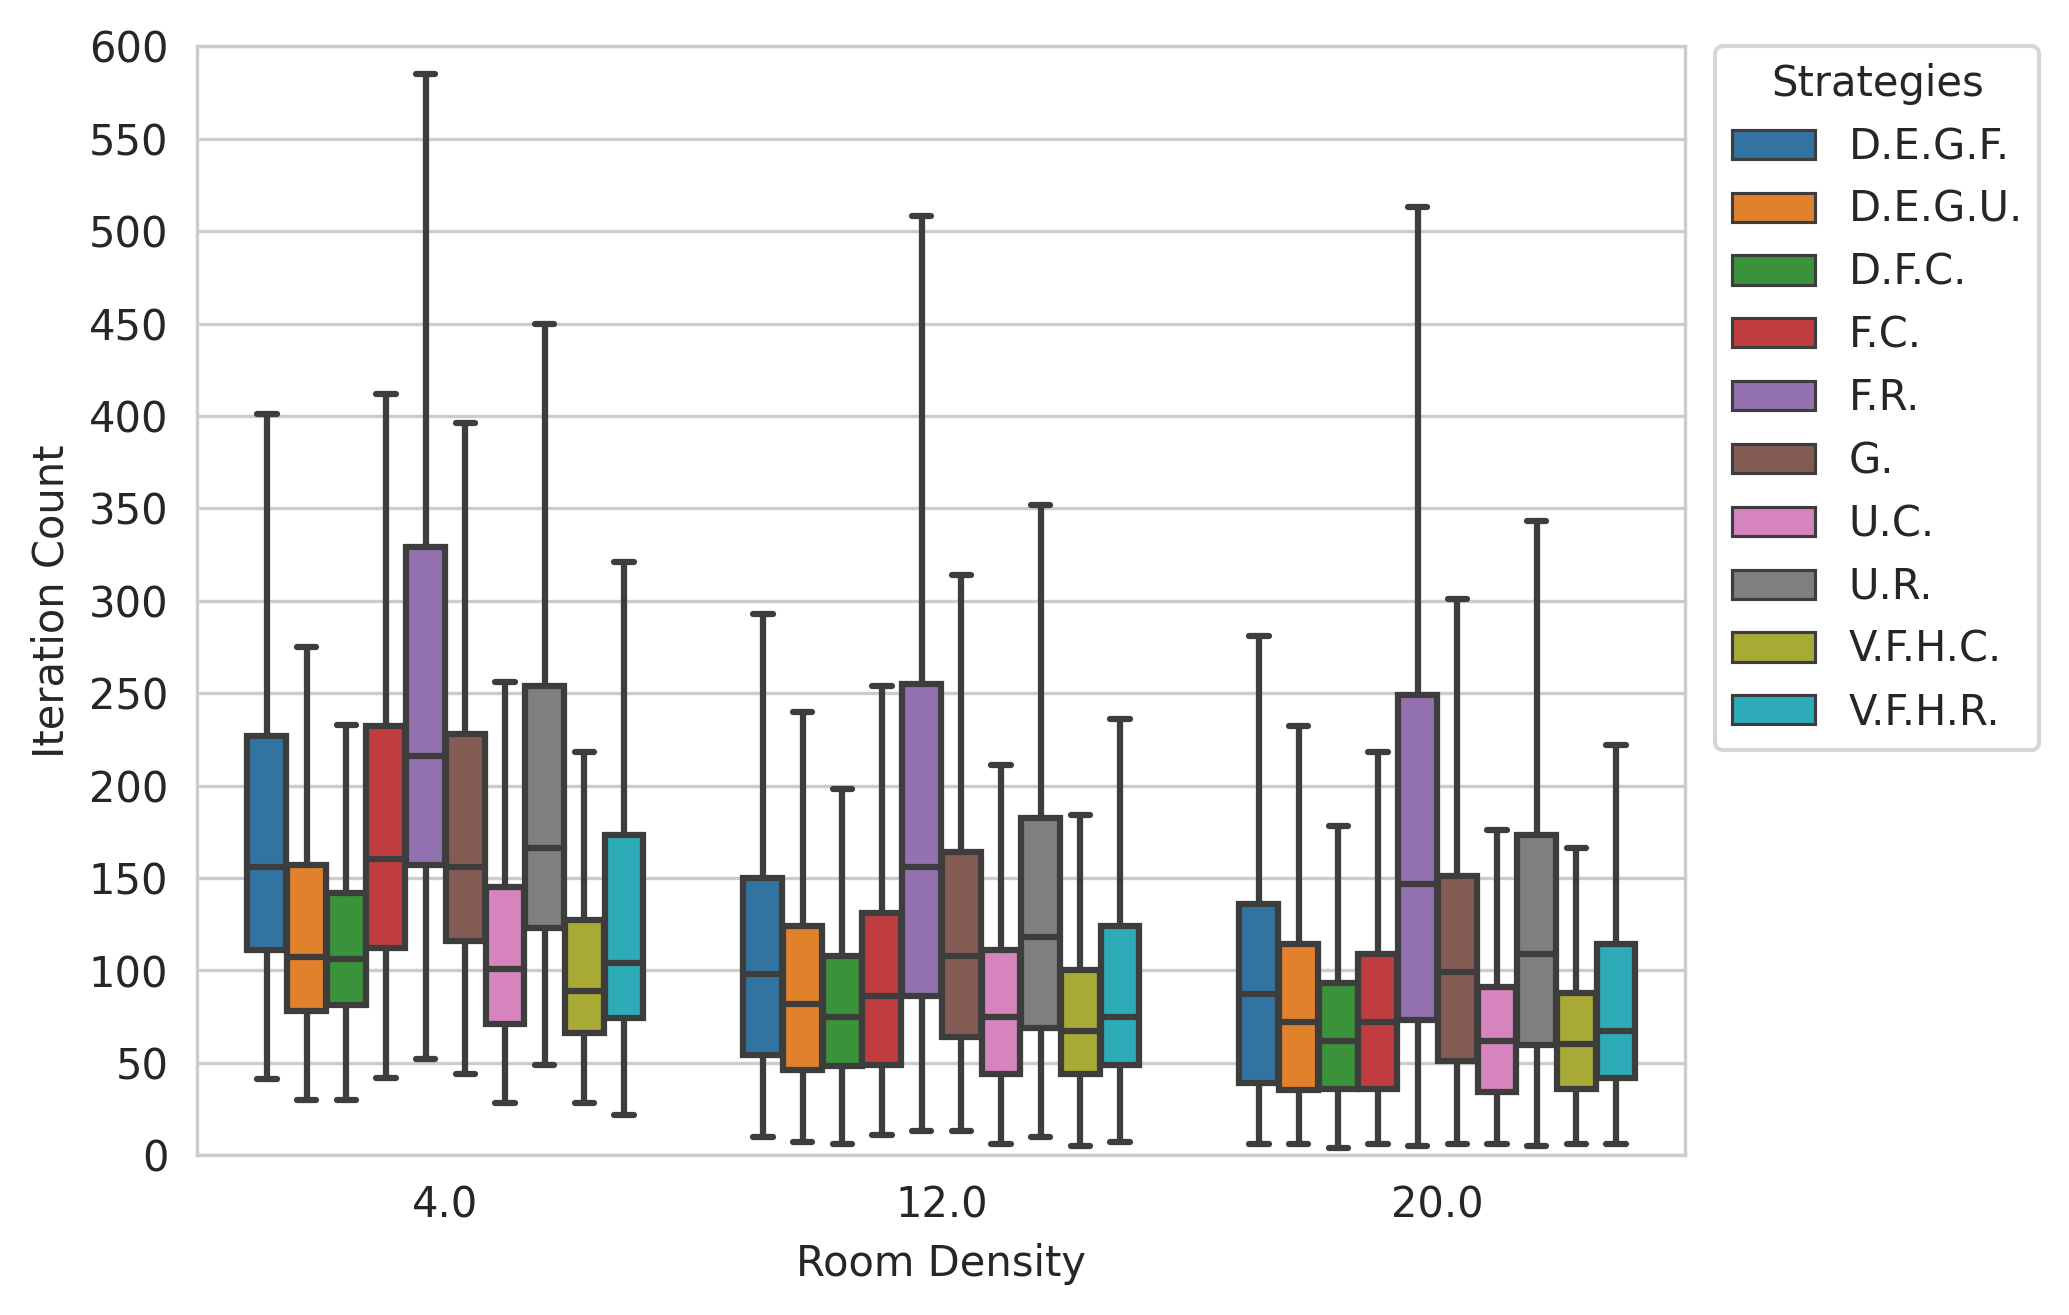 600
550
500
450
400
350
300
250
200
150
100
50
0
Iteration Count
4.0 12.0 20.0
Room Density
Strategies
D.E.G.F.
D.E.G.U.
D.F.C.
F.C.
F.R.
G.
U.C.
U.R.
V.F.H.C.
V.F.H.R.